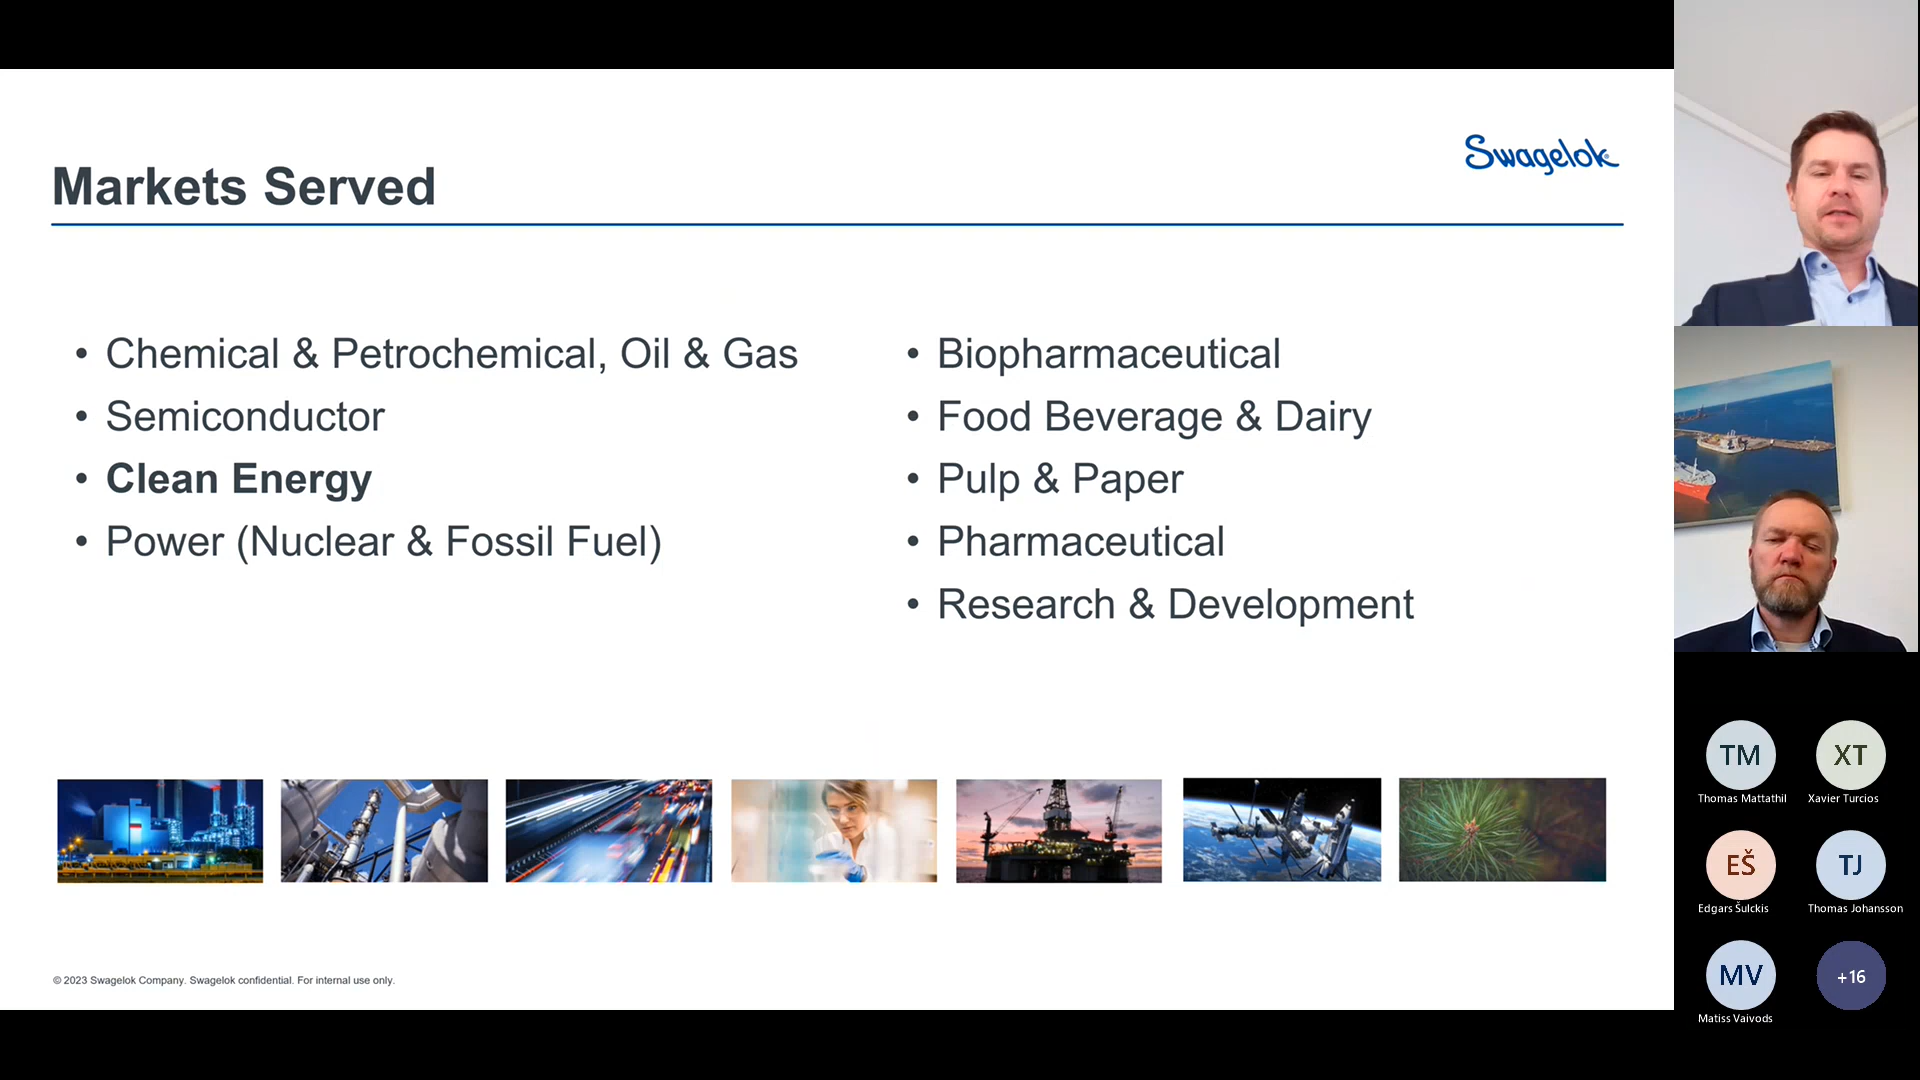 Swagelok
Markets Served
• Chemical & Petrochemical, Oil & Gas
• Semiconductor
• Clean Energy
• Power (Nuclear & Fossil Fuel)
• Biopharmaceutical
• Food Beverage & Dairy
• Pulp & Paper
• Pharmaceutical
• Research & Development
© 2023 Swagelok Company. Swagelok confidential. For internal use only.
TM
Thomas Mattathil
XT
Xavier Turcios
EŠ
Edgars Šulckis
TJ
Thomas Johansson
MV
Matiss Vaivods
+16